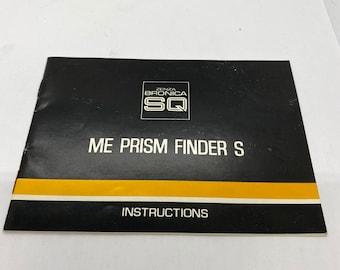 ZENZA
BRONICA
SQ
ME PRISM FINDER S
INSTRUCTIONS